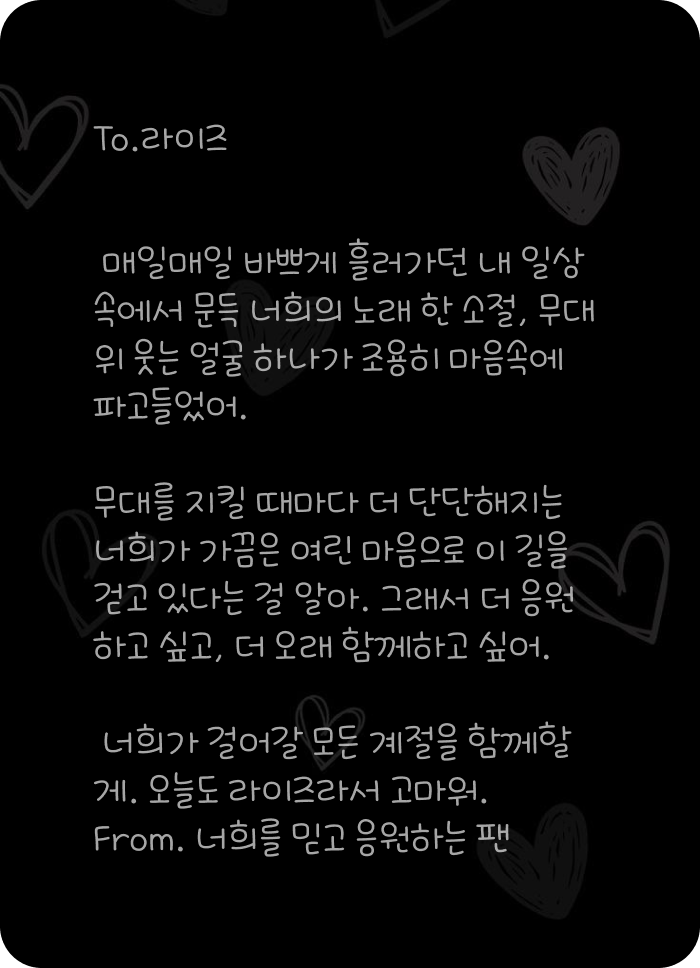 To.라이즈
매일매일 바쁘게 흘러가던 내 일상
속에서 문득 너희의 노래 한 소절, 무대
위 웃는 얼굴 하나가 조용히 마음속에
파고들었어.
무대를 지킬 때마다 더 단단해지는
너희가 가끔은 여린 마음으로 이 길을
걷고 있다는 걸 알아. 그래서 더 응원
하고 싶고, 더 오래 함께하고 싶어.
너희가 걸어갈 모든 계절을 함께할
게. 오늘도 라이즈라서 고마워.
From. 너희를 믿고 응원하는 팬